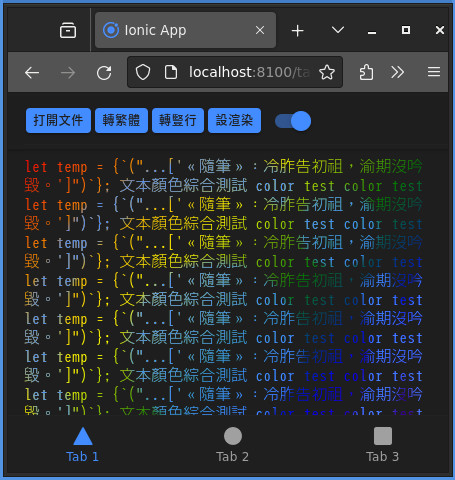 Ionic App
localhost:8100/ta
打開文件 轉繁體 轉豎行 設渲染
let temp = {`("...['«隨筆»：冷胙告初祖，渝期沒吟
毀。']")`}; 文本顏色綜合測試 color test color test
let temp = {`("...['«隨筆»：冷胙告初祖，渝期沒吟
毀。']")`}; 文本顏色綜合測試 color test color test
let temp = {`("...['«隨筆»：冷胙告初祖，渝期沒吟
毀。']")`}; 文本顏色綜合測試 color test color test
let temp = {`("...['«隨筆»：冷胙告初祖，渝期沒吟
毀。']")`}; 文本顏色綜合測試 color test color test
let temp = {`("...['«隨筆»：冷胙告初祖，渝期沒吟
毀。']")`}; 文本顏色綜合測試 color test color test
let temp = {`("...['«隨筆»：冷胙告初祖，渝期沒吟
毀。']")`}; 文本顏色綜合測試 color test color test
let temp = {`("...['«隨筆»：冷胙告初祖，渝期沒吟
毀。']")`}; 文本顏色綜合測試 color test color test
Tab 1
Tab 2
Tab 3